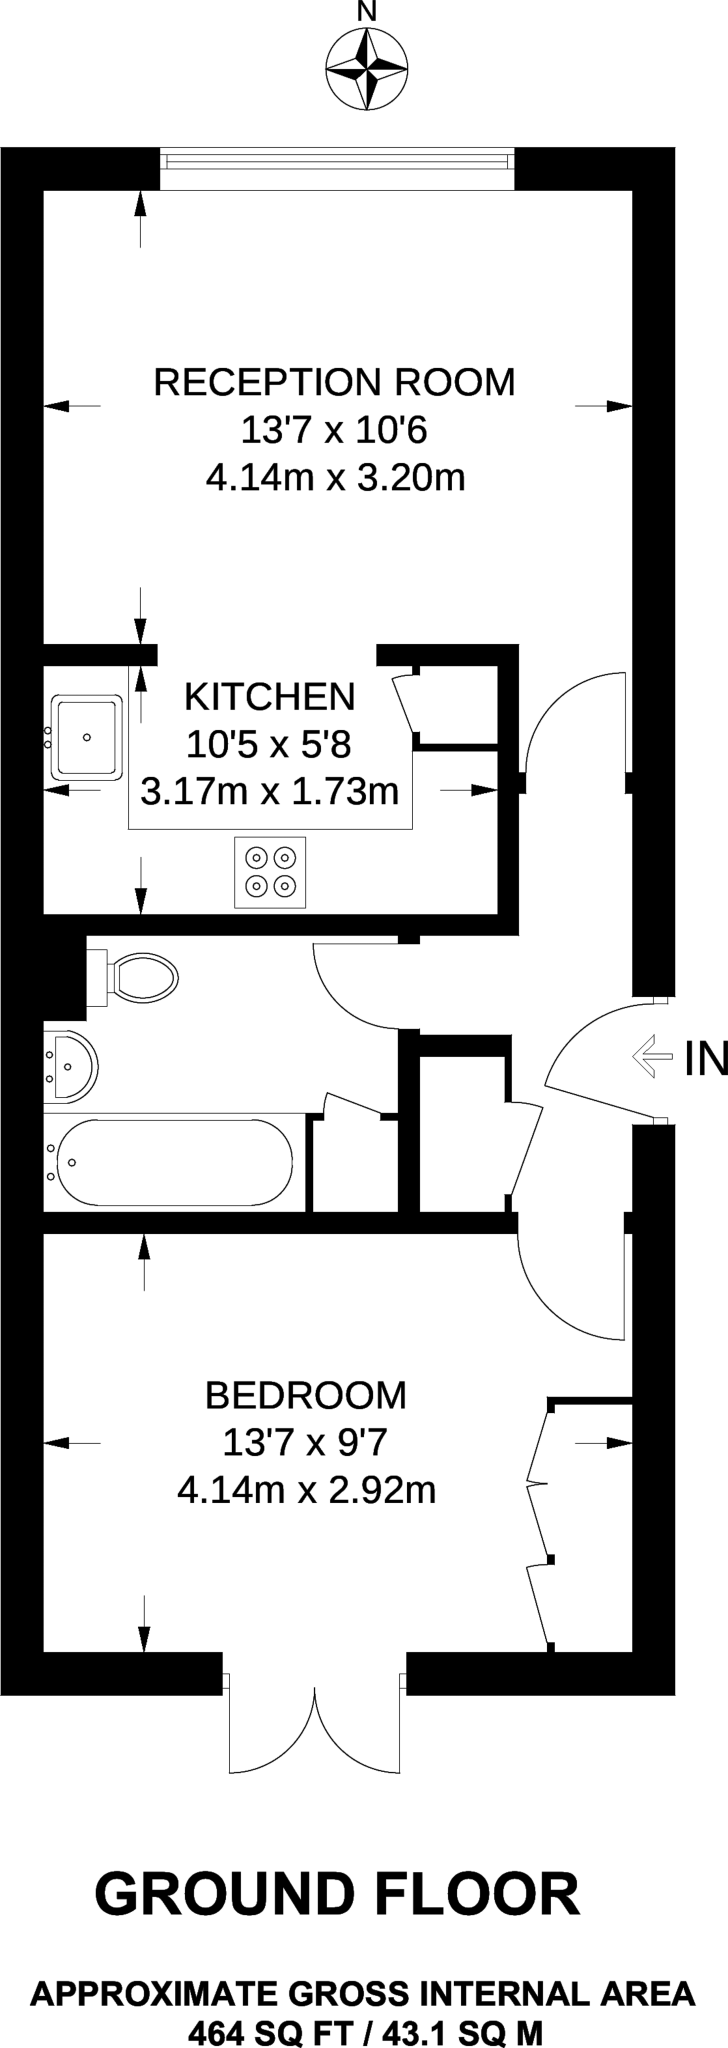 N
RECEPTION ROOM
13'7 x 10'6
4.14m x 3.20m
KITCHEN
10'5 x 5'8
3.17m x 1.73m
IN
BEDROOM
13'7 x 9'7
4.14m x 2.92m
GROUND FLOOR
APPROXIMATE GROSS INTERNAL AREA
464 SQ FT / 43.1 SQ M